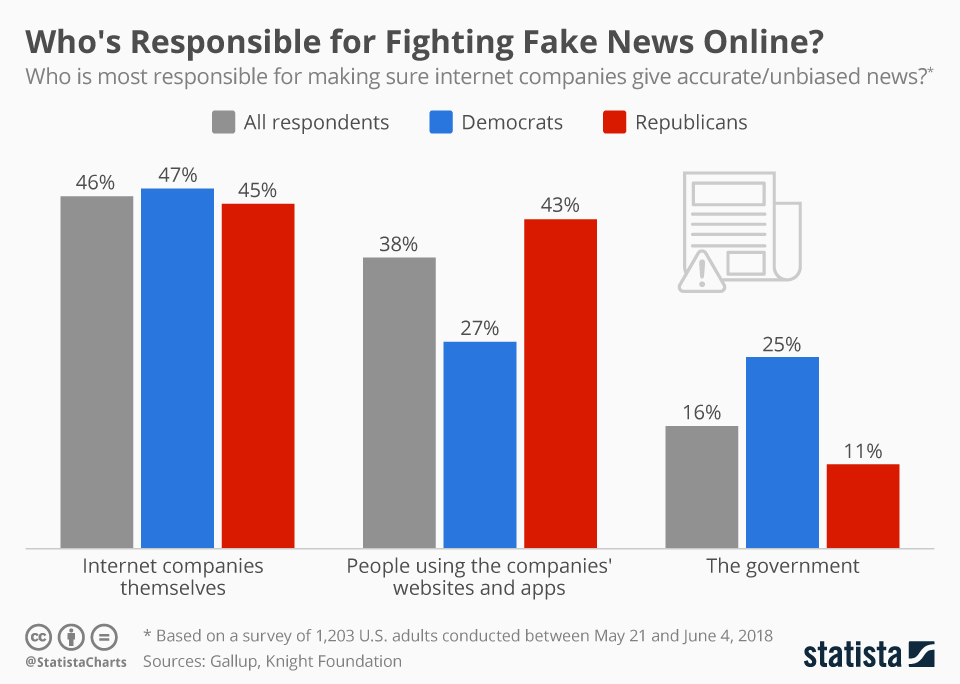 Who's Responsible for Fighting Fake News Online?
Who is most responsible for making sure internet companies give accurate/unbiased news?*
All respondents Democrats Republicans
46% 47% 45%
38% 27% 43%
16% 25% 11%
Internet companies
themselves
People using the companies'
websites and apps
The government
* Based on a survey of 1,203 U.S. adults conducted between May 21 and June 4, 2018
@StatistaCharts Sources: Gallup, Knight Foundation
cc
statista